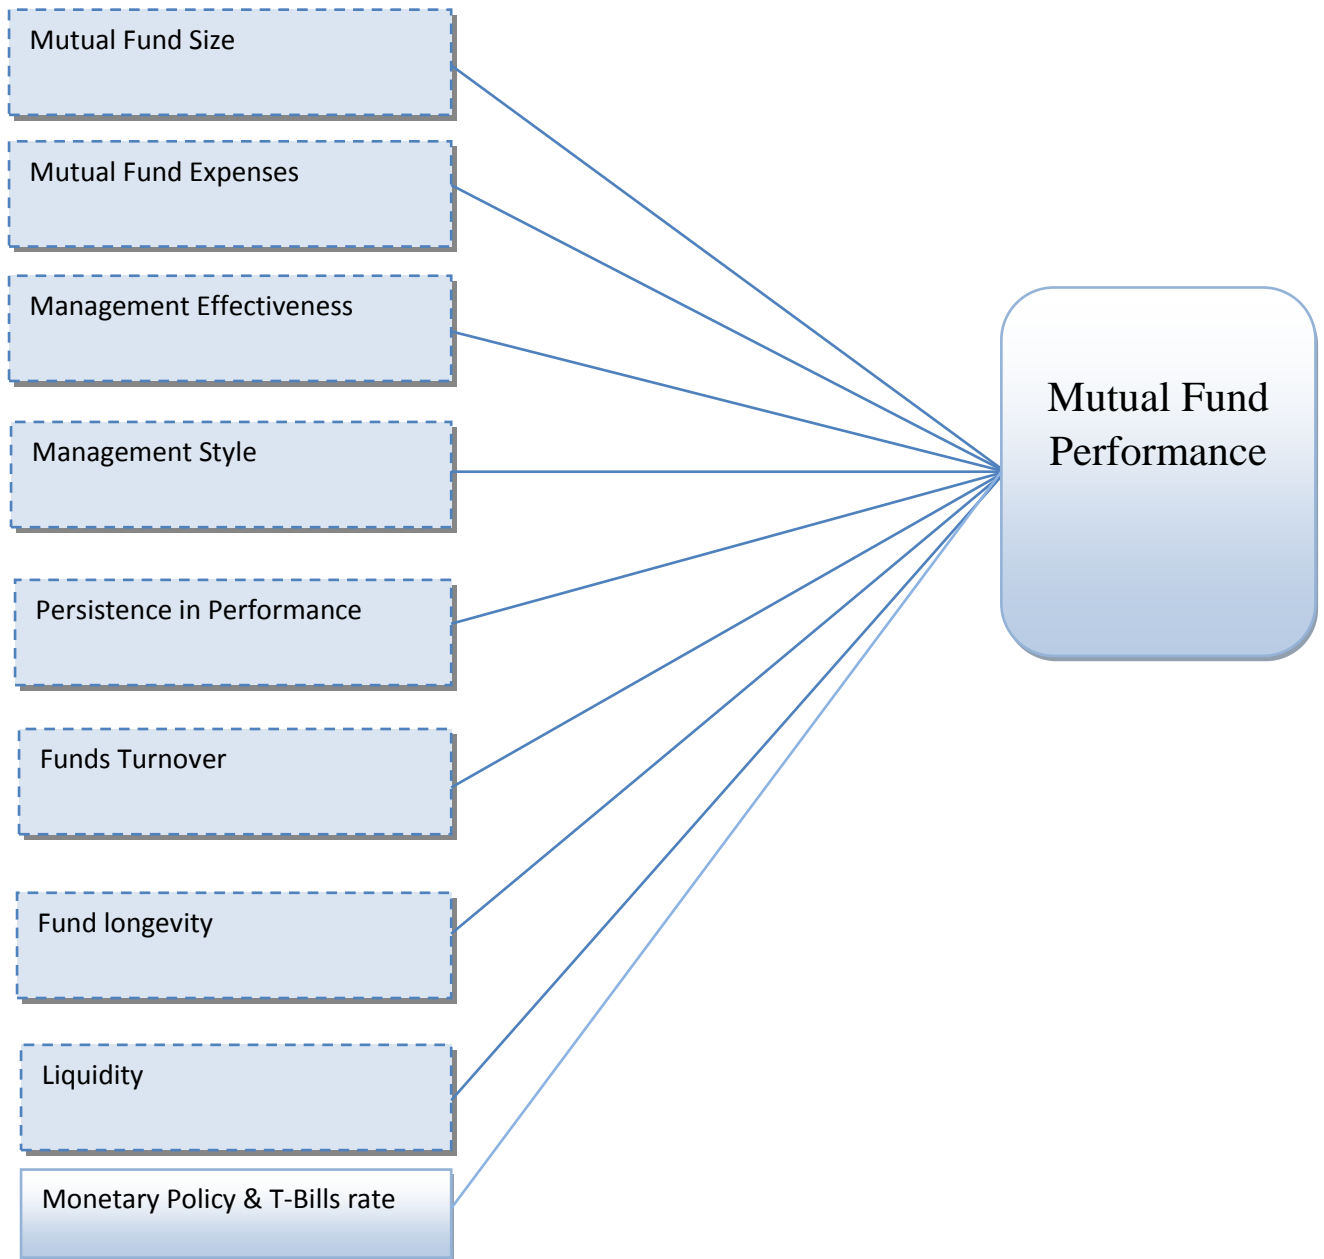 Mutual Fund Size
Mutual Fund Expenses
Management Effectiveness
Management Style
Persistence in Performance
Funds Turnover
Fund longevity
Liquidity
Monetary Policy & T-Bills rate
Mutual Fund
Performance